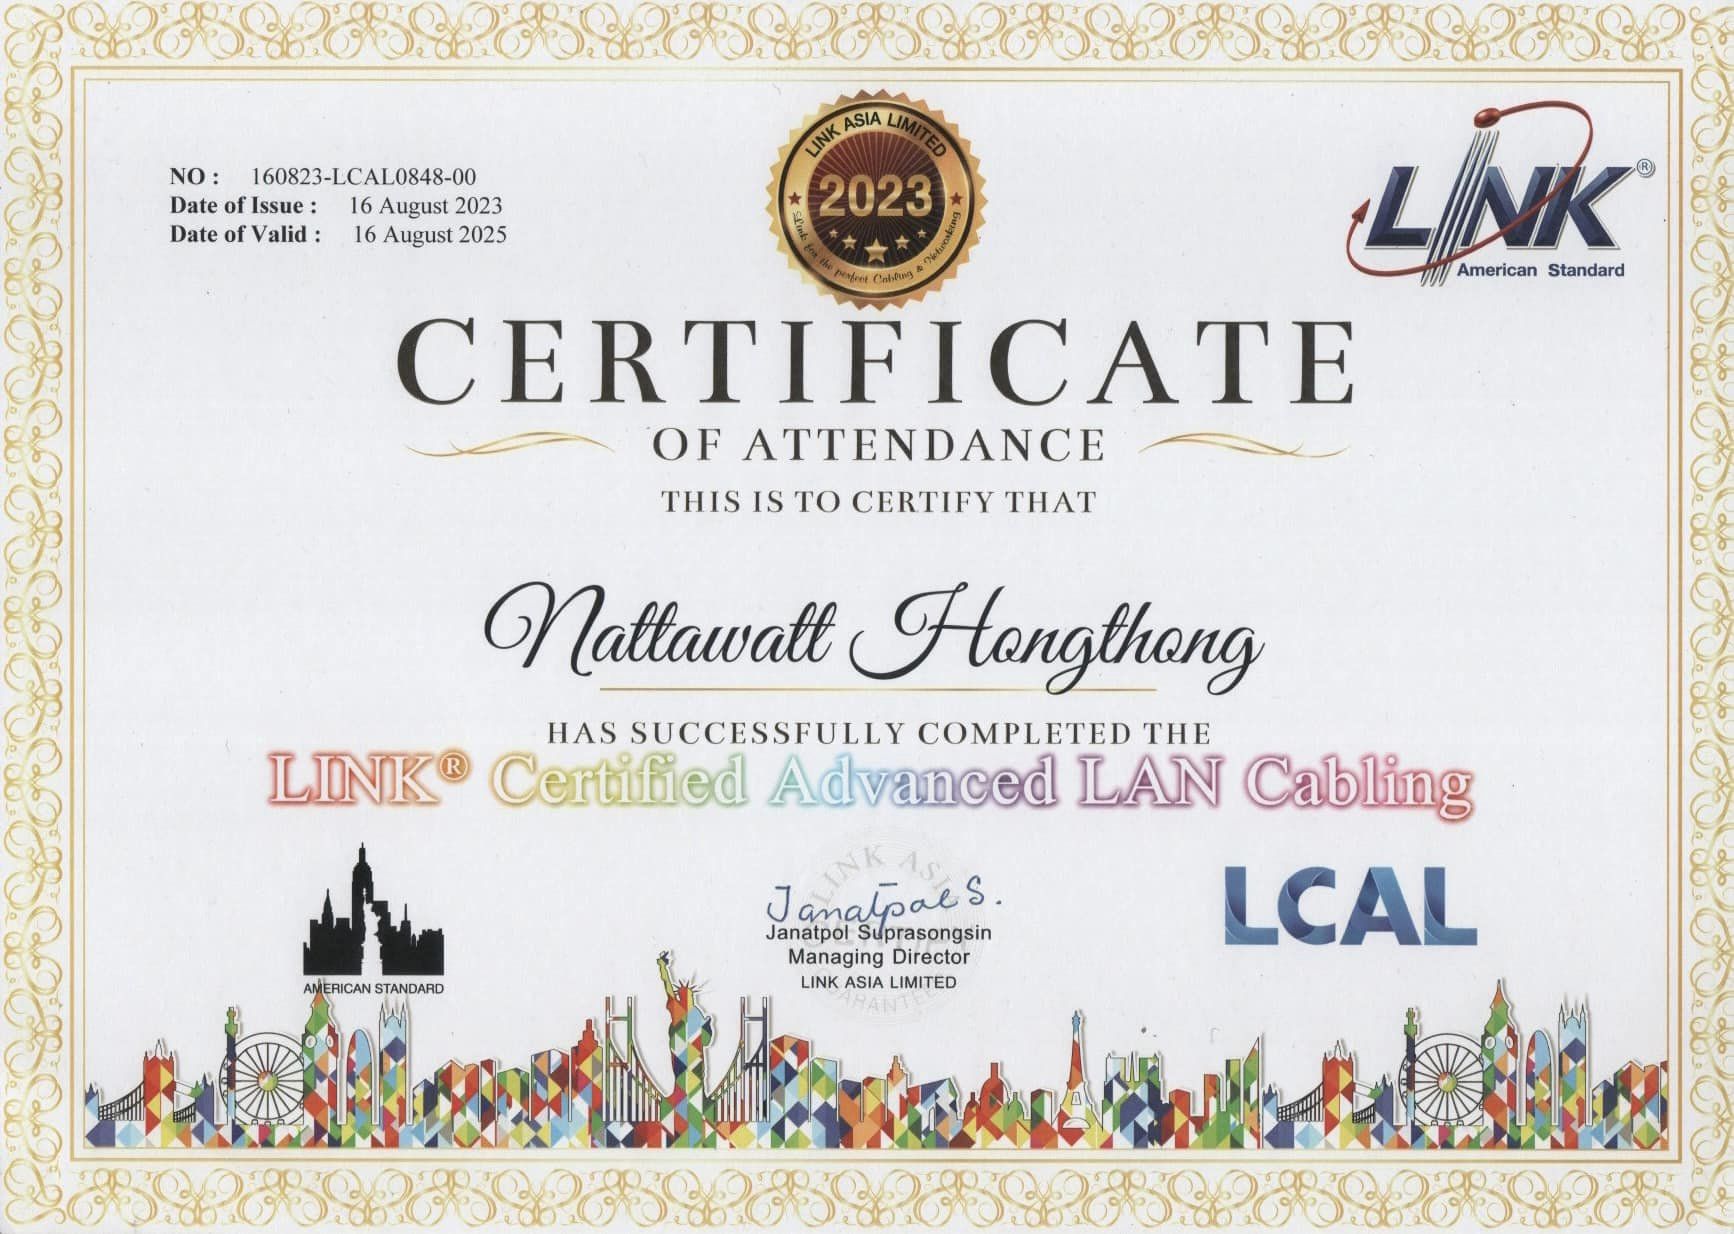 NO : 160823-LCAL0848-00
Date of Issue : 16 August 2023
Date of Valid : 16 August 2025
LINK ASIA LIMITED
2023
Link for the perfect Cabling & Networking
LINK®
American Standard
CERTIFICATE
OF ATTENDANCE
THIS IS TO CERTIFY THAT
Nattawatt Hongthong
HAS SUCCESSFULLY COMPLETED THE
LINK® Certified Advanced LAN Cabling
AMERICAN STANDARD
Janatpol S.
Janatpol Suprasongsin
Managing Director
LINK ASIA LIMITED
LCAL